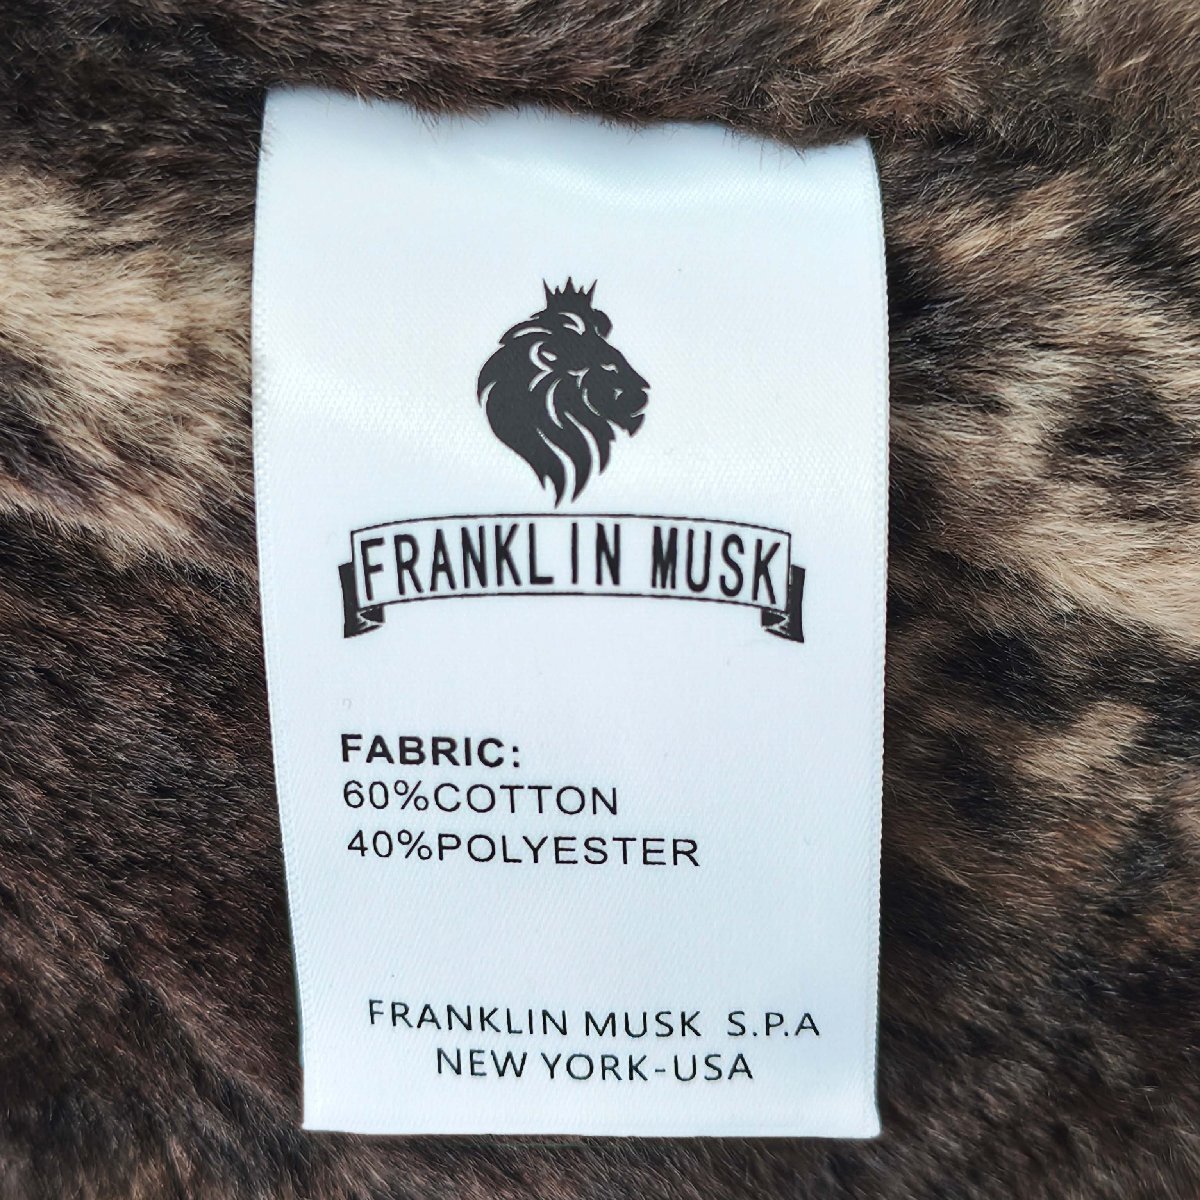 FRANKLIN MUSK
FABRIC:
60%COTTON
40%POLYESTER
FRANKLIN MUSK S.P.A
NEW YORK-USA